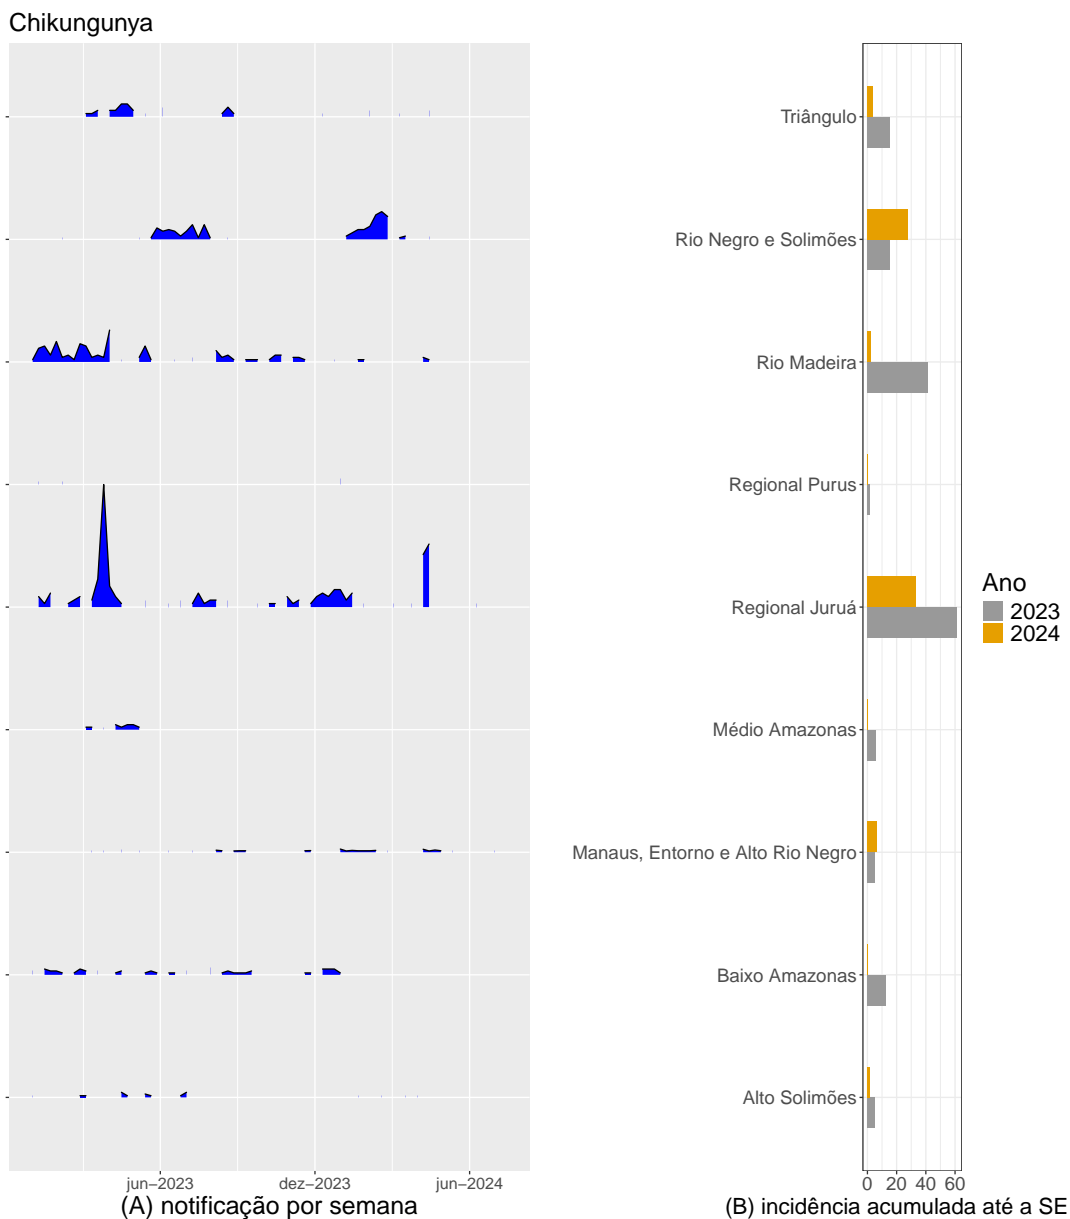 Chikungunya
Triângulo
Rio Negro e Solimões
Rio Madeira
Regional Purus
Regional Juruá
Médio Amazonas
Manaus, Entorno e Alto Rio Negro
Baixo Amazonas
Alto Solimões
Ano
2023
2024
jun–2023 dez–2023 jun–2024
0 20 40 60
(A) notificação por semana
(B) incidência acumulada até a SE